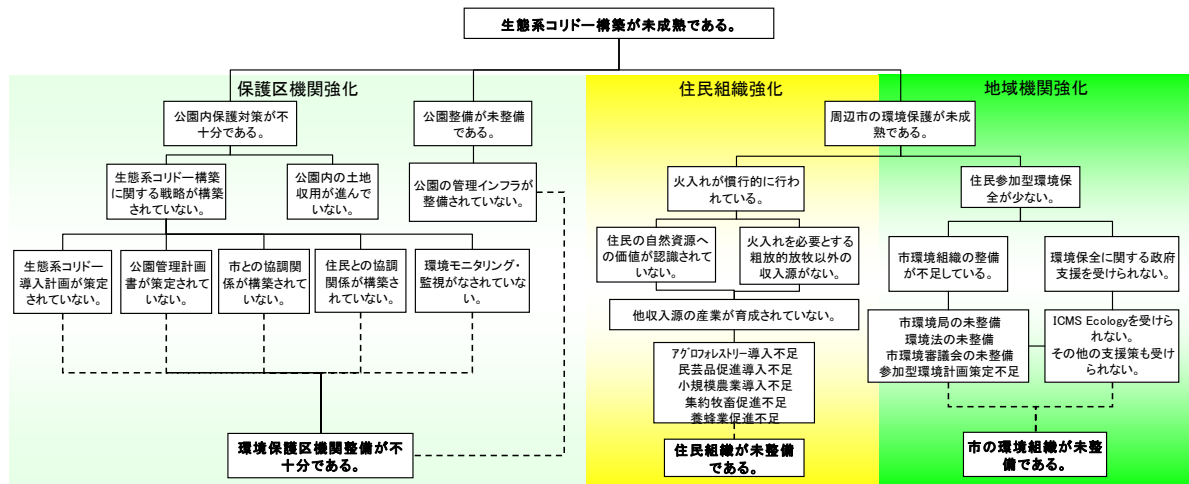 生態系コリドー構築が未成熟である。
保護区機関強化
住民組織強化
地域機関強化
公園内保護対策が不
十分である。
公園整備が未整備
である。
周辺市の環境保護が未成
熟である。
生態系コリドー構築
に関する戦略が構築
されていない。
公園内の土地
収用が進んで
いない。
公園の管理インフラが
整備されていない。
火入れが慣行的に行わ
れている。
住民参加型環境保
全が少ない。
生態系コリドー
導入計画が策定
されていない。
公園管理計画
書が策定されて
いない。
市との協調関
係が構築されて
いない。
住民との協調
関係が構築さ
れていない。
環境モニタリング・
監視がなされていな
い。
住民の自然資源へ
の価値が認識されて
いない。
火入れを必要とする
粗放的放牧以外の
収入源がない。
市環境組織の整備
が不足している。
環境保全に関する政府
支援を受けられない。
他収入源の産業が育成されていない。
アグロフォレストリー導入不足
民芸品促進導入不足
小規模農業導入不足
集約牧畜促進不足
養蜂業促進不足
市環境局の未整備
環境法の未整備
市環境審議会の未整備
参加型環境計画策定不足
ICMS Ecologyを受けら
れない。
その他の支援策も受け
られない。
環境保護区機関整備が不
十分である。
住民組織が未整備
である。
市の環境組織が未整
備である。